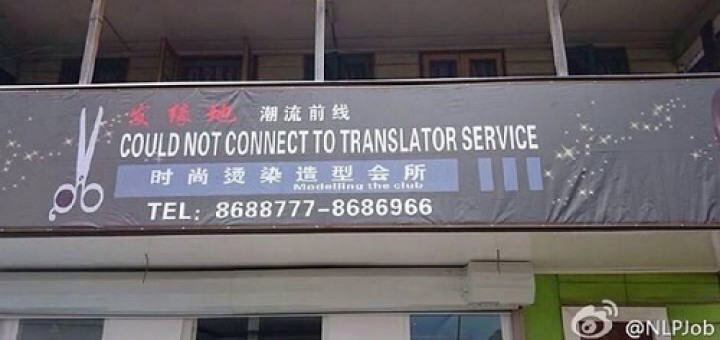 发缘地 潮流前线
COULD NOT CONNECT TO TRANSLATOR SERVICE
时尚烫染造型会所
Modelling the club
TEL: 8688777-8686966
@NLPJob